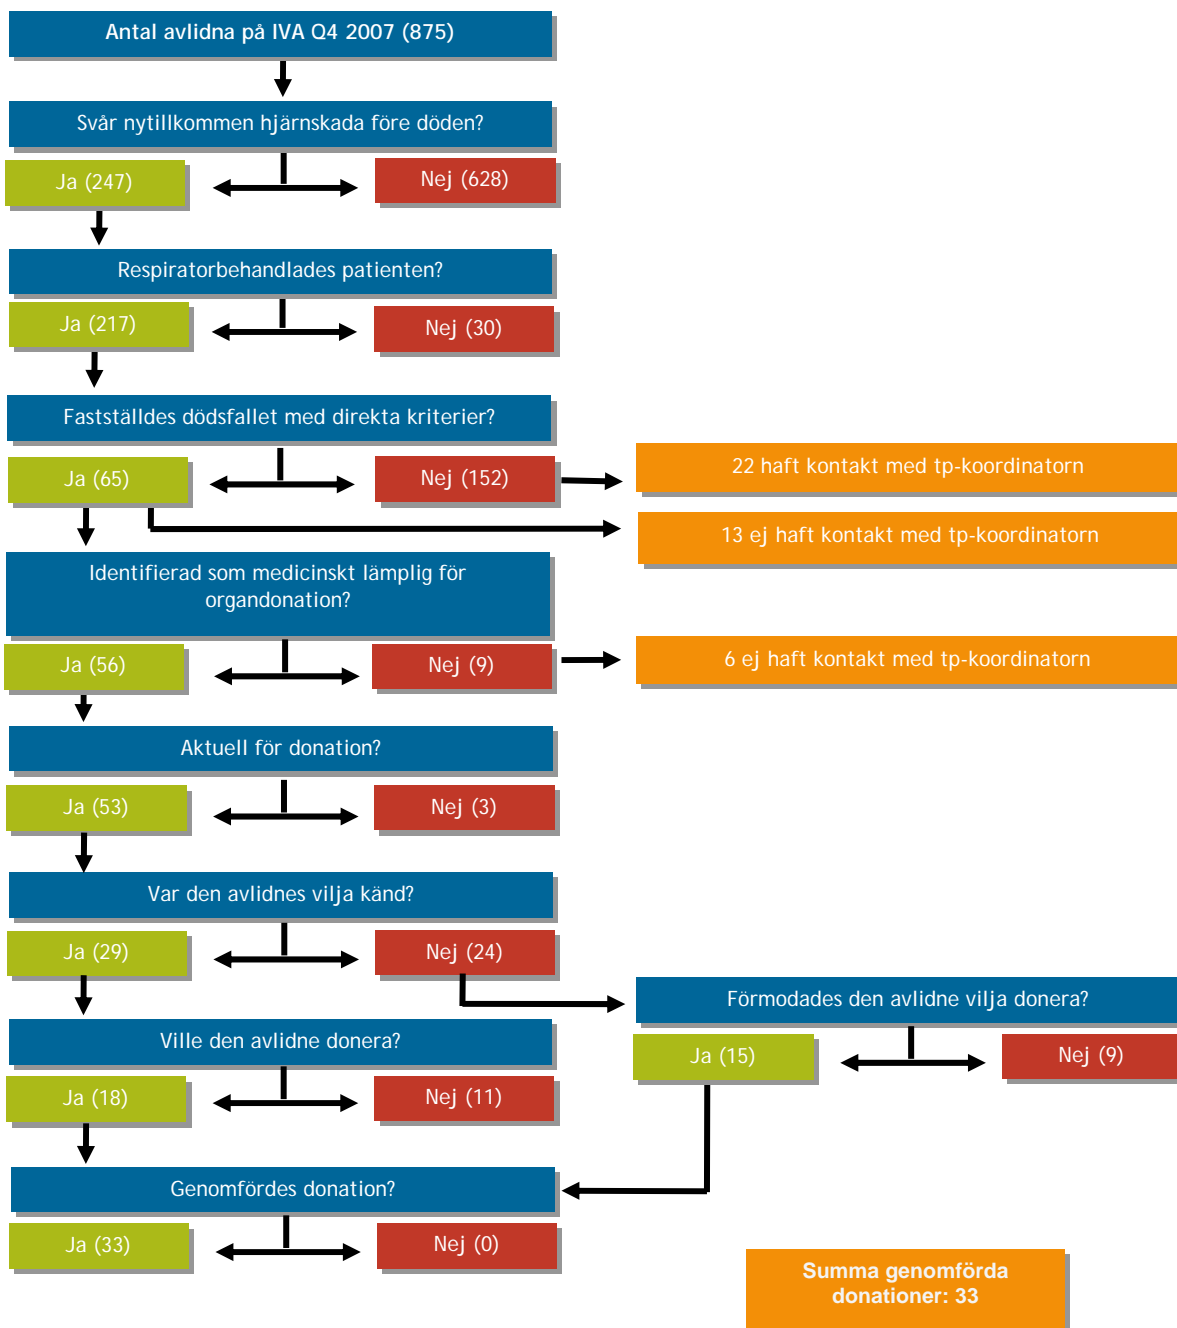 Antal avlidna på IVA Q4 2007 (875)
Svår nytillkommen hjärnskada före döden?
Ja (247)
Nej (628)
Respiratorbehandlades patienten?
Ja (217)
Nej (30)
Fastställdes dödsfallet med direkta kriterier?
Ja (65)
Nej (152)
22 haft kontakt med tp-koordinatorn
13 ej haft kontakt med tp-koordinatorn
Identifierad som medicinskt lämplig för
organdonation?
Ja (56)
Nej (9)
6 ej haft kontakt med tp-koordinatorn
Aktuell för donation?
Ja (53)
Nej (3)
Var den avlidnes vilja känd?
Ja (29)
Nej (24)
Förmodades den avlidne vilja donera?
Ja (15)
Nej (9)
Ville den avlidne donera?
Ja (18)
Nej (11)
Genomfördes donation?
Ja (33)
Nej (0)
Summa genomförda
donationer: 33